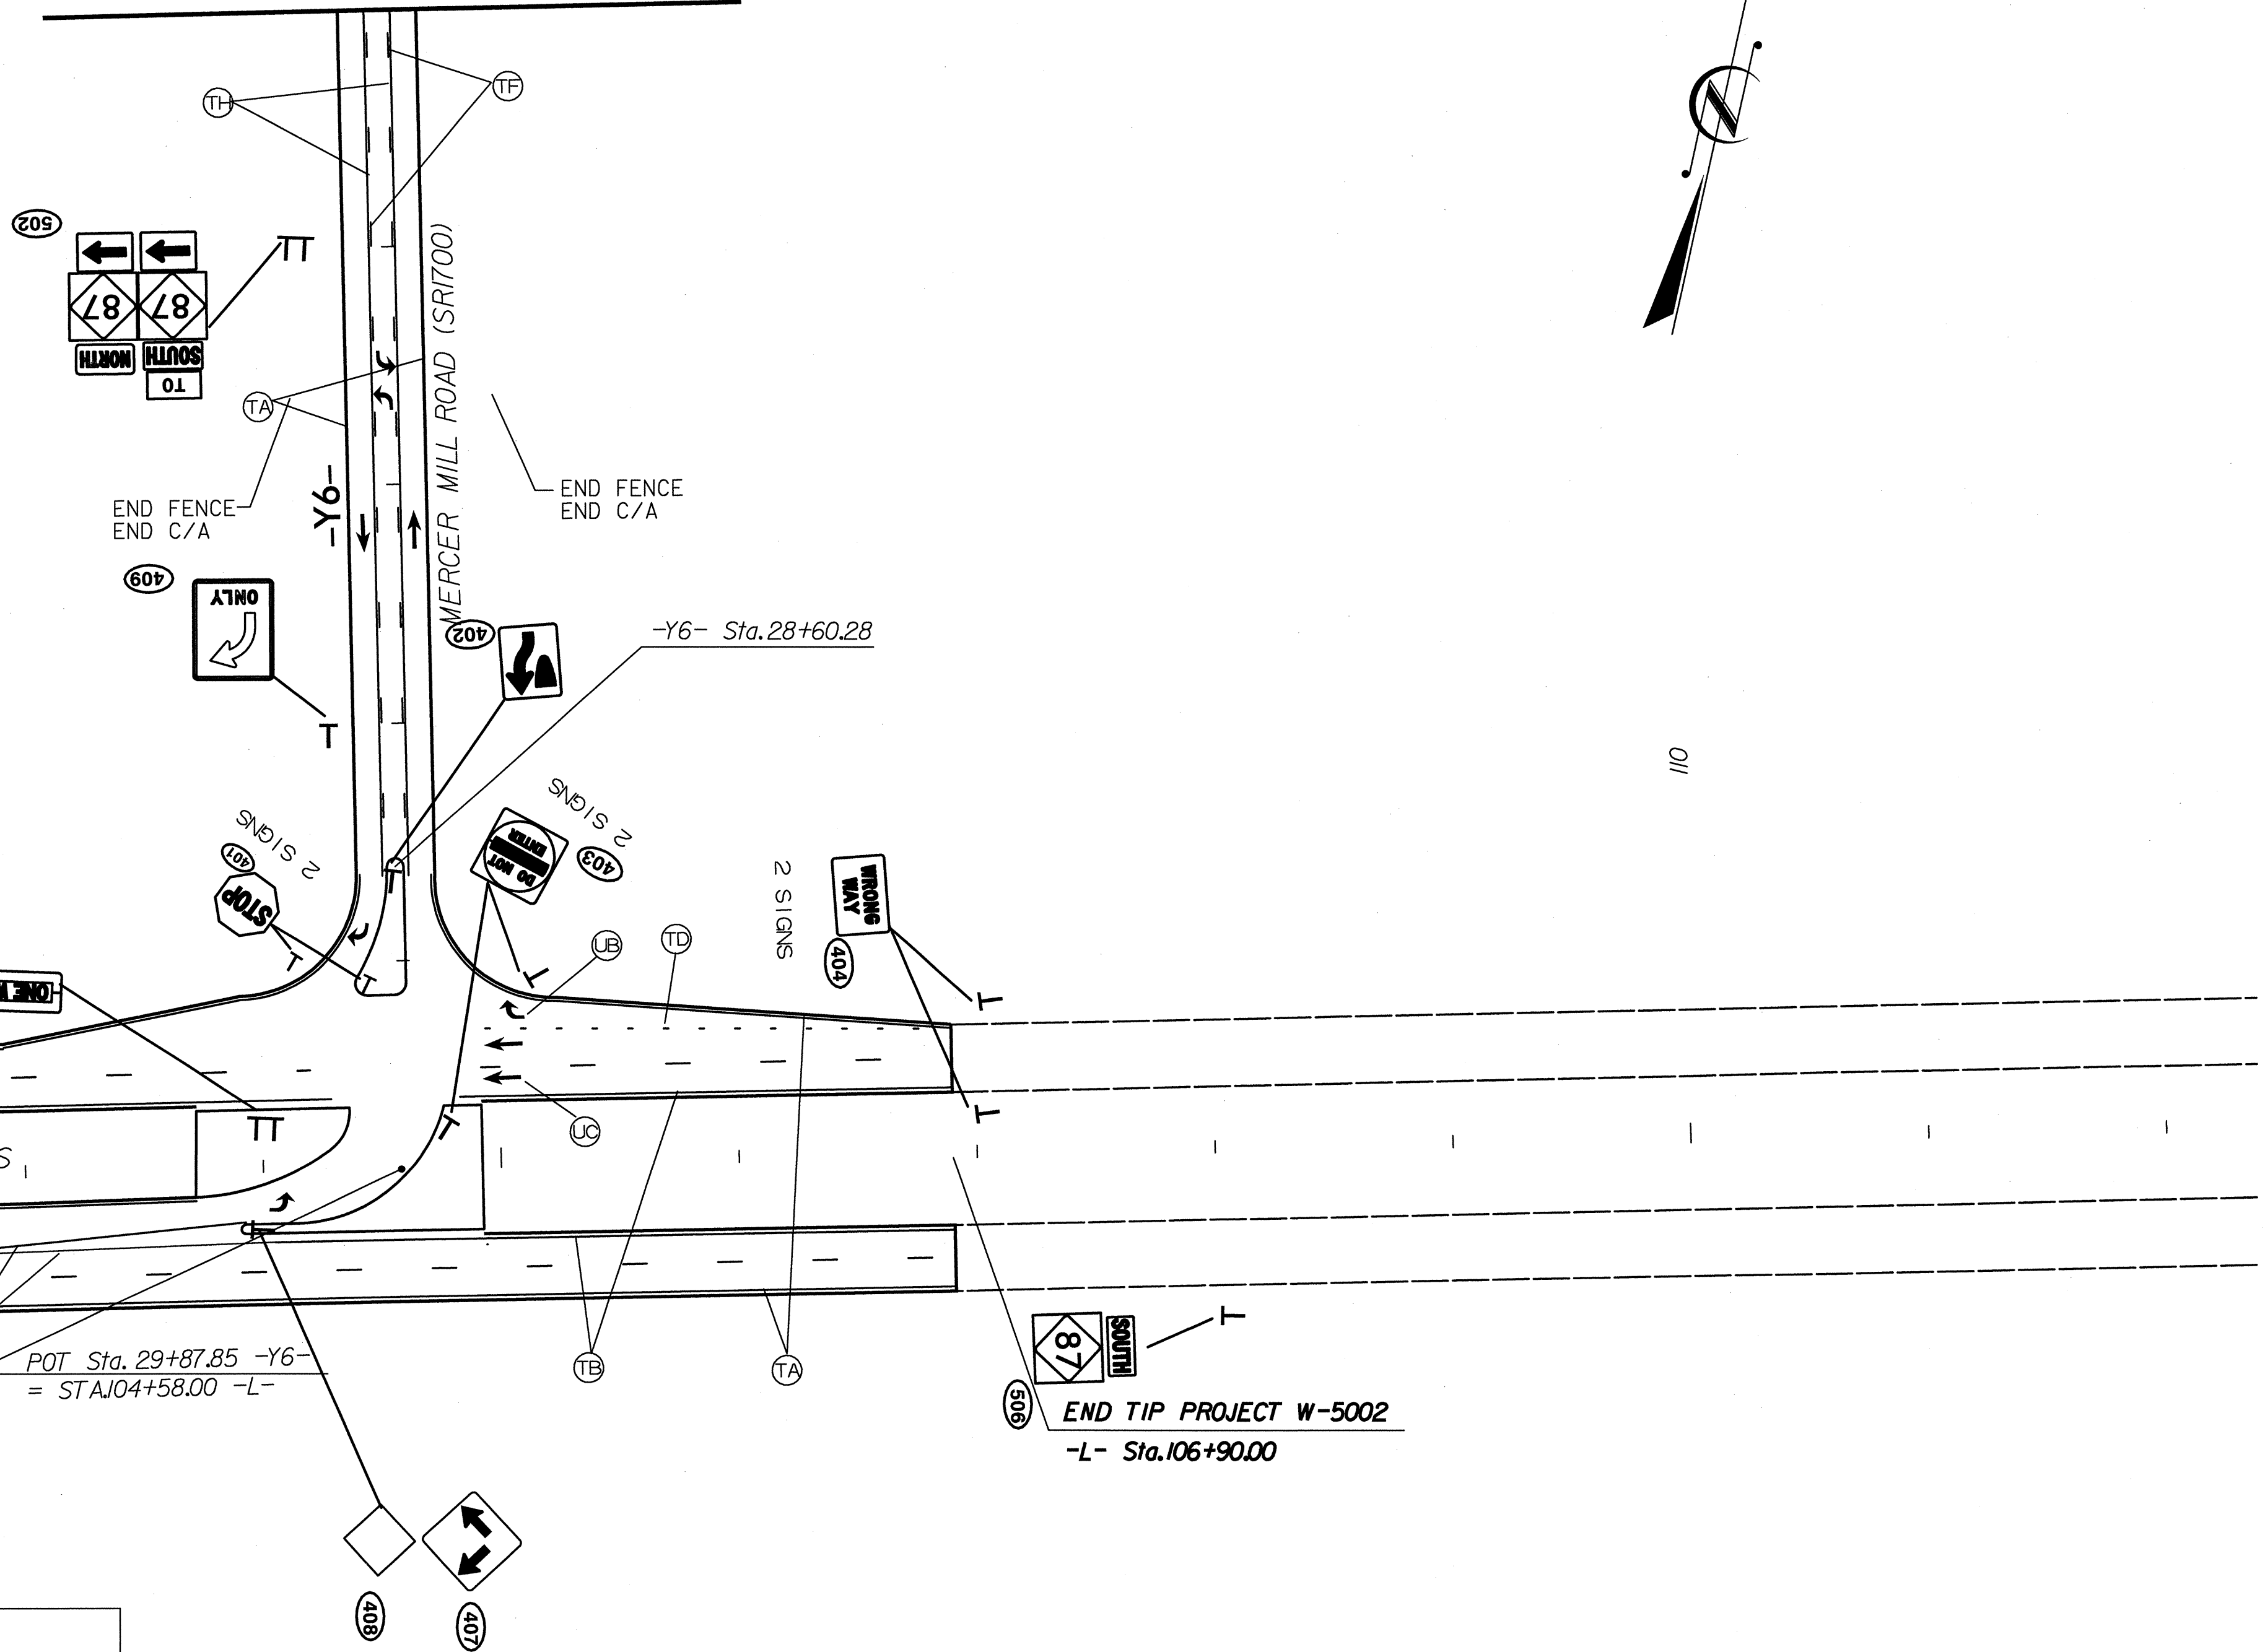 TH
TF
502
87
87
NORTH
SOUTH
TO
TA
MERCER MILL ROAD (SR1700)
-Y6-
END FENCE
END C/A
END FENCE
END C/A
409
ONLY
402
-Y6- Sta. 28+60.28
T
2 SIGNS
401
STOP
2 SIGNS
403
DO NOT
ENTER
2 SIGNS
WRONG
WAY
404
UB
TD
110
UC
S
TB
TA
POT Sta. 29+87.85 -Y6-
= STA.104+58.00 -L-
87
SOUTH
506
END TIP PROJECT W-5002
-L- Sta.106+90.00
408
407